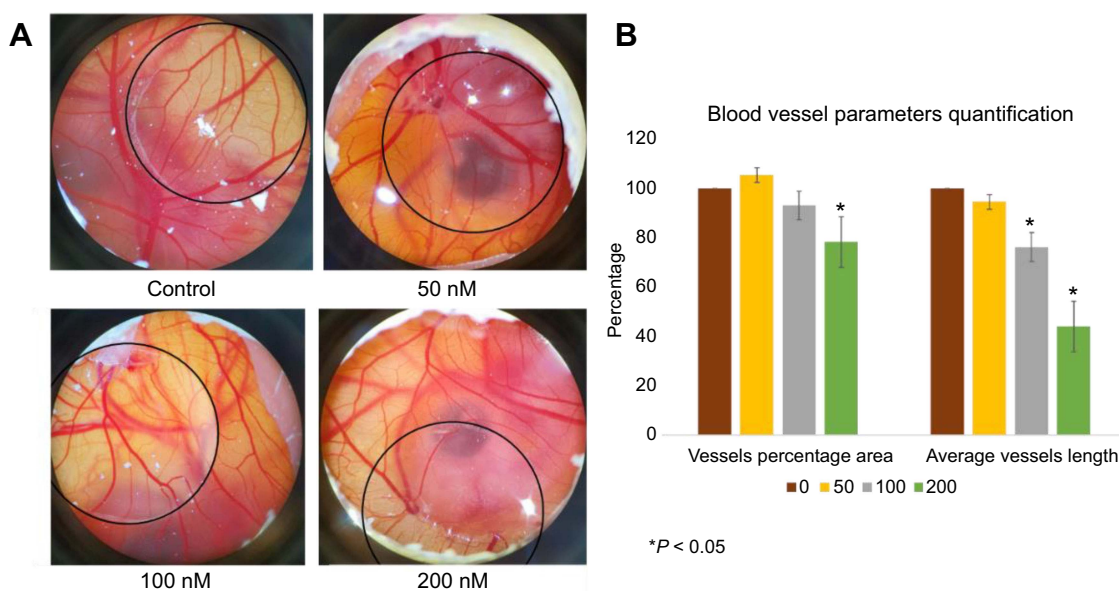 A
Control
50 nM
100 nM
200 nM
B
Blood vessel parameters quantification
Percentage
120
100
80
60
40
20
0
*
*
*
Vessels percentage area
Average vessels length
0 50 100 200
*P < 0.05